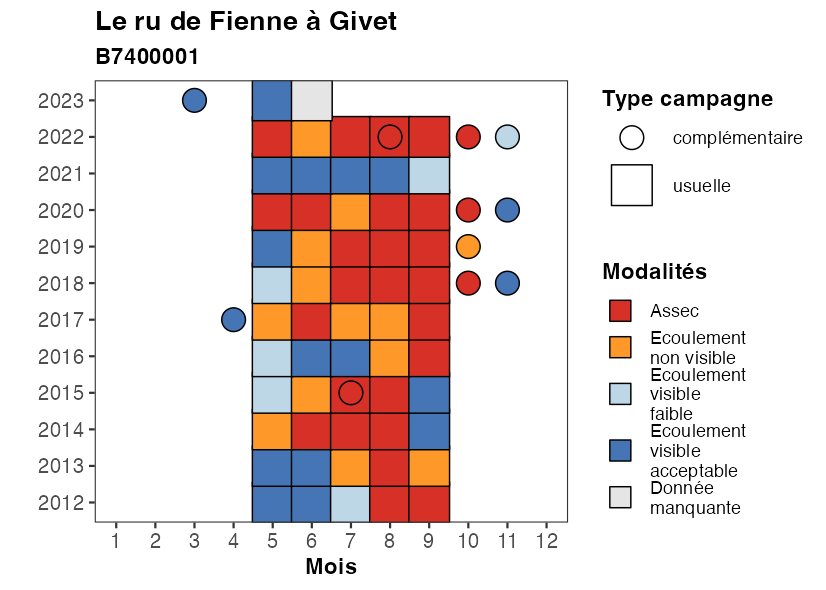 Le ru de Fienne à Givet
B7400001
2023
2022
2021
2020
2019
2018
2017
2016
2015
2014
2013
2012
1 2 3 4 5 6 7 8 9 10 11 12
Mois
Type campagne
complémentaire
usuelle
Modalités
Assec
Ecoulement
non visible
Ecoulement
visible
faible
Ecoulement
visible
acceptable
Donnée
manquante